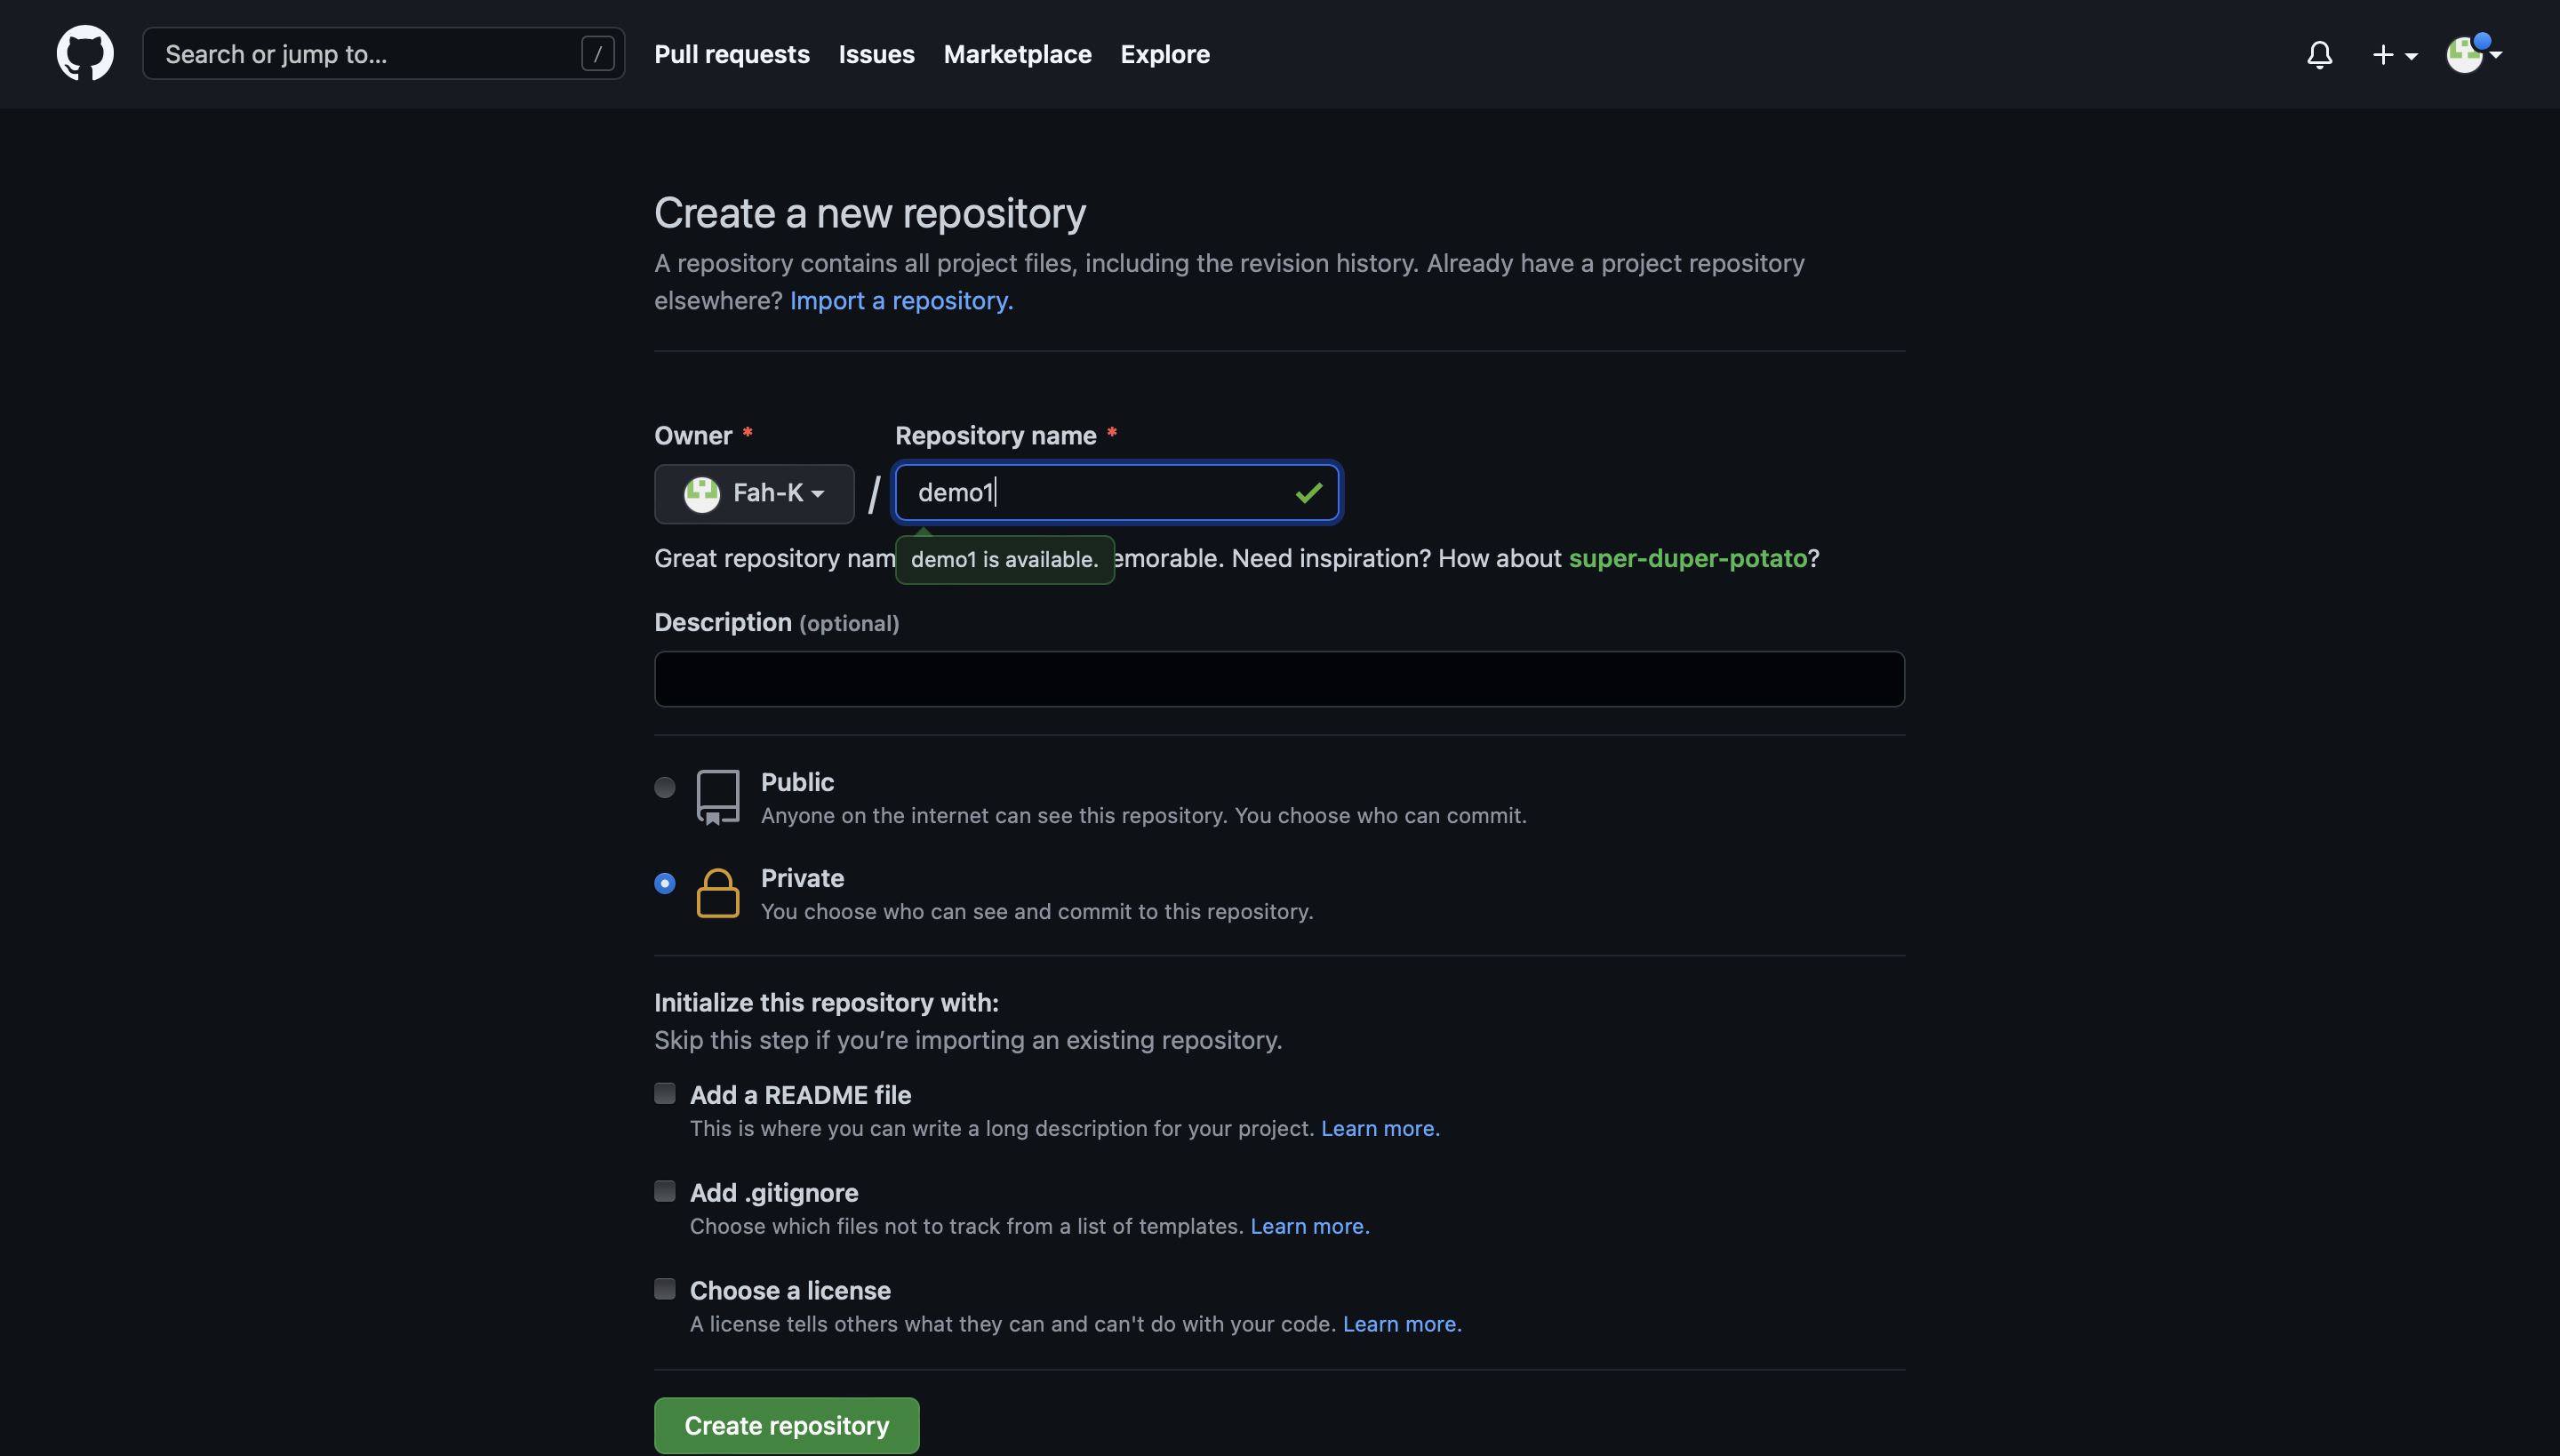 Search or jump to...
/
Pull requests
Issues
Marketplace
Explore
Create a new repository
A repository contains all project files, including the revision history. Already have a project repository
elsewhere? Import a repository.
Owner *
Repository name *
Fah-K
/
demo1
Great repository nam
demo1 is available.
emorable. Need inspiration? How about super-duper-potato?
Description (optional)
Public
Anyone on the internet can see this repository. You choose who can commit.
Private
You choose who can see and commit to this repository.
Initialize this repository with:
Skip this step if you’re importing an existing repository.
Add a README file
This is where you can write a long description for your project. Learn more.
Add .gitignore
Choose which files not to track from a list of templates. Learn more.
Choose a license
A license tells others what they can and can't do with your code. Learn more.
Create repository